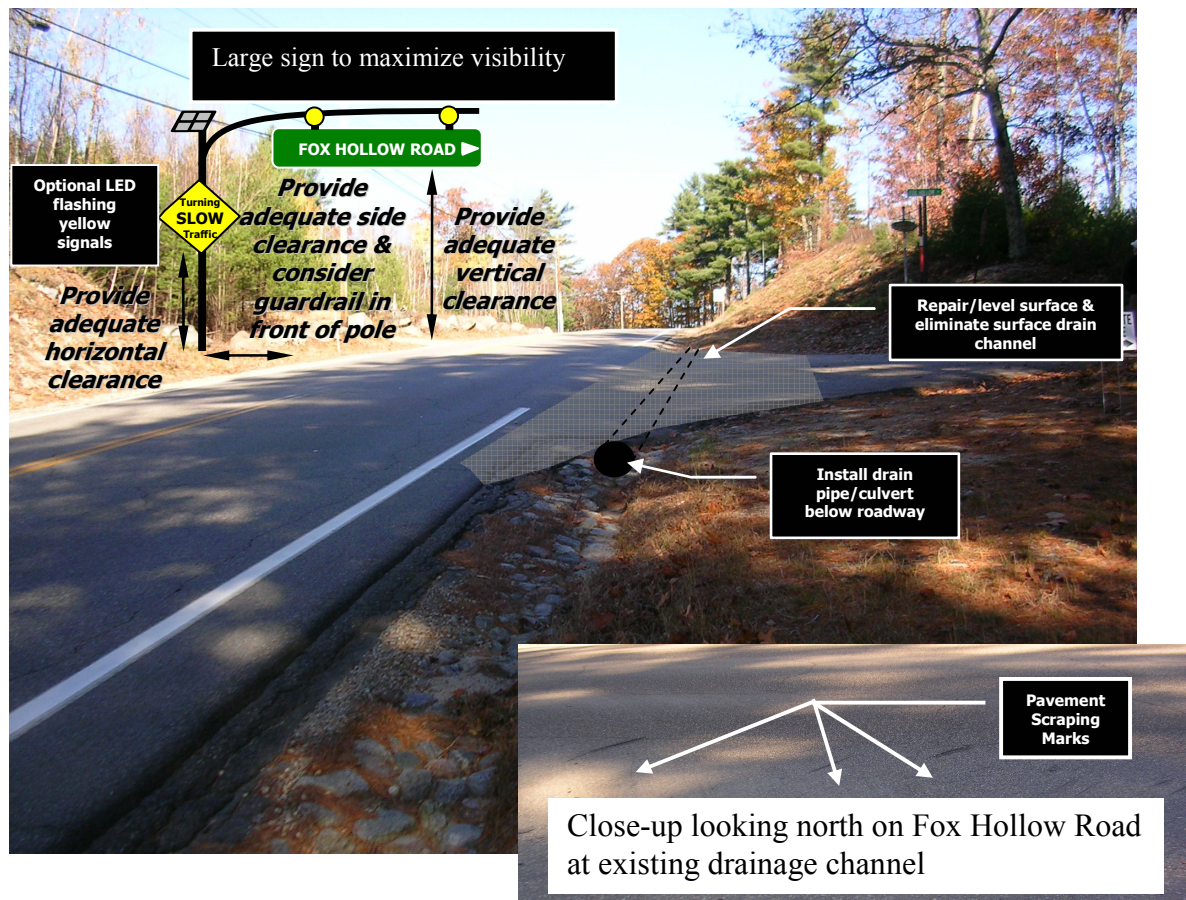 Large sign to maximize visibility
FOX HOLLOW ROAD
Optional LED
flashing
yellow
signals
Turning
SLOW
Traffic
Provide
adequate side
clearance &
consider
guardrail in
front of pole
Provide
adequate
vertical
clearance
Provide
adequate
horizontal
clearance
Repair/level surface &
eliminate surface drain
channel
Install drain
pipe/culvert
below roadway
Pavement
Scraping
Marks
Close-up looking north on Fox Hollow Road
at existing drainage channel